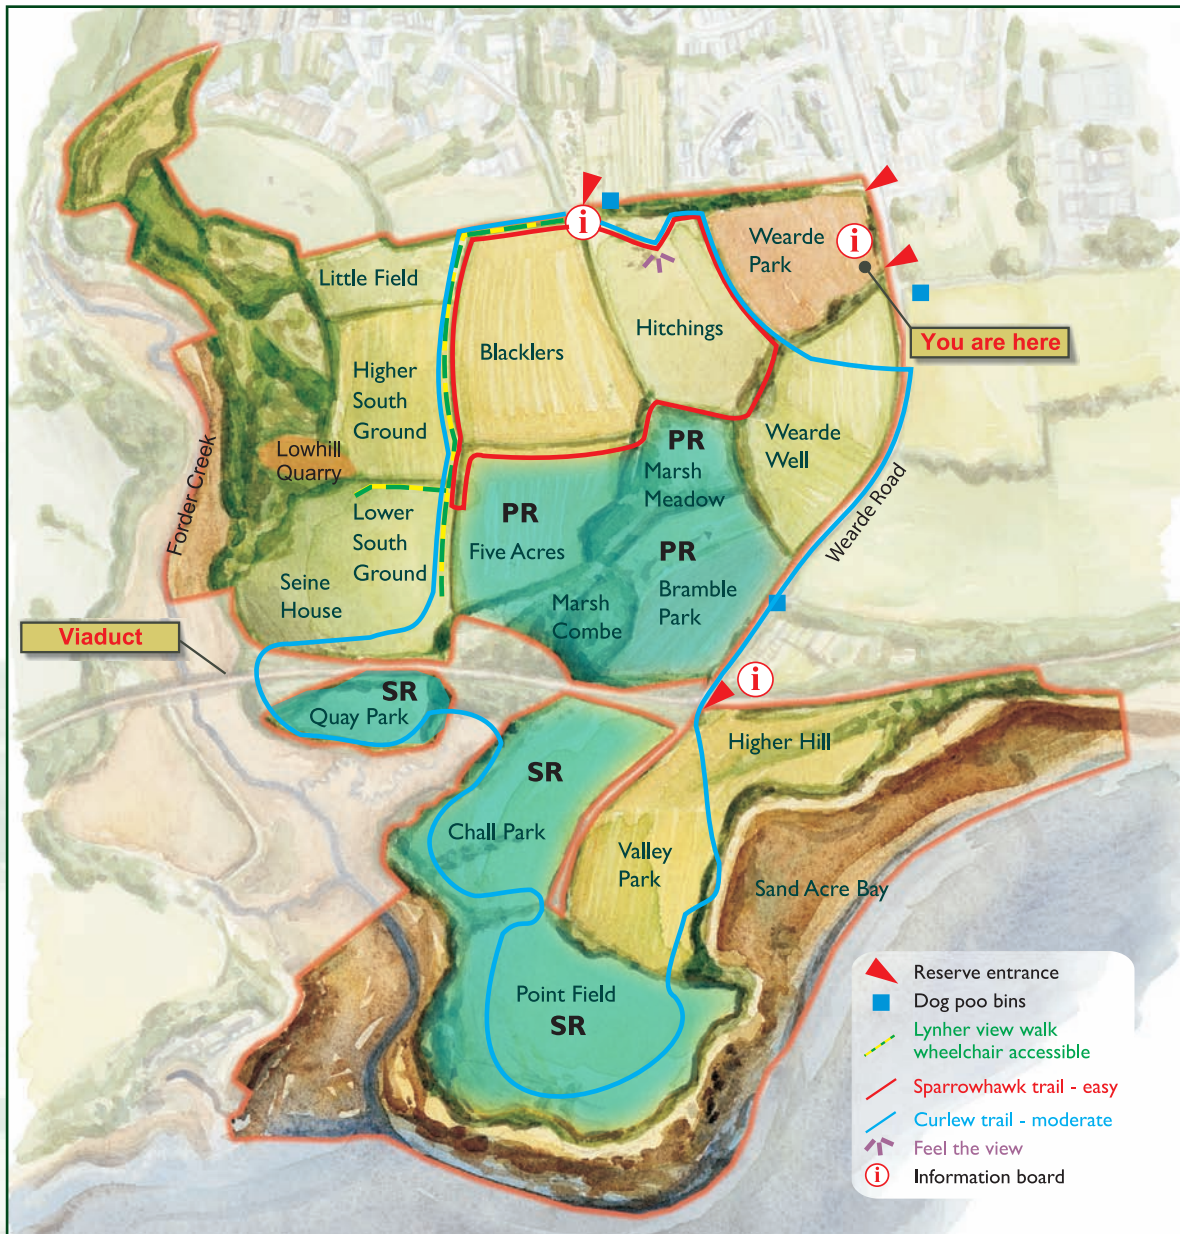 Wearde
Park
You are here
Little Field
Hitchings
Blacklers
Higher
South
Ground
Lowhill
Quarry
PR
Marsh
Meadow
Wearde
Well
Forder Creek
Lower
South
Ground
PR
Five Acres
Wearde Road
PR
Bramble
Park
Seine
House
Marsh
Combe
Viaduct
SR
Quay Park
Higher Hill
SR
Chall Park
Valley
Park
Sand Acre Bay
Point Field
SR
Reserve entrance
Dog poo bins
Lynher view walk
wheelchair accessible
Sparrowhawk trail - easy
Curlew trail - moderate
Feel the view
Information board
i
i
i
i